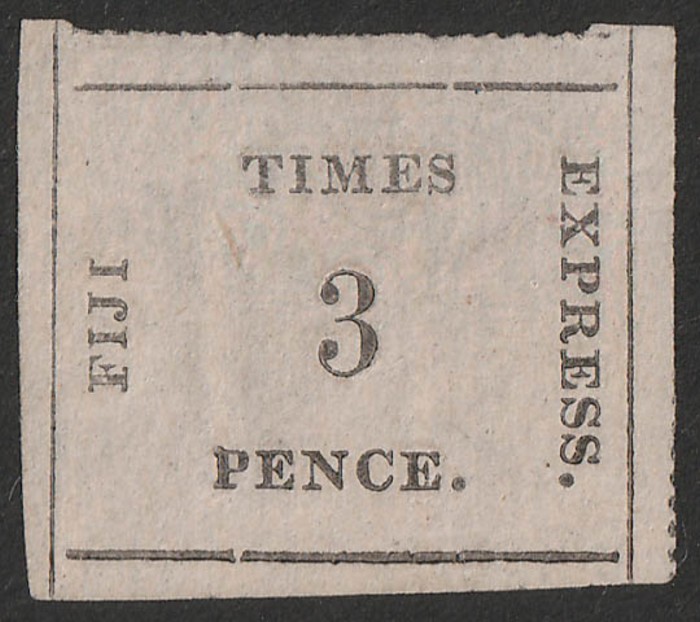 FIJI
TIMES
EXPRESS.
3
PENCE.